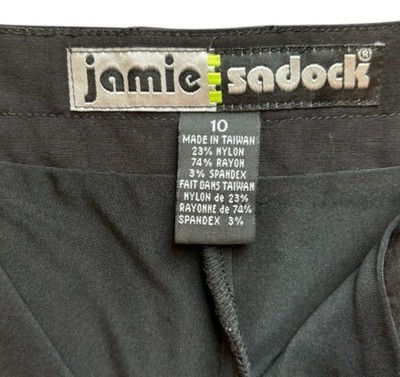 jamie sadock®
10
MADE IN TAIWAN
23% NYLON
74% RAYON
3% SPANDEX
FAIT DANS TAIWAN
NYLON de 23%
RAYONNE de 74%
SPANDEX 3%